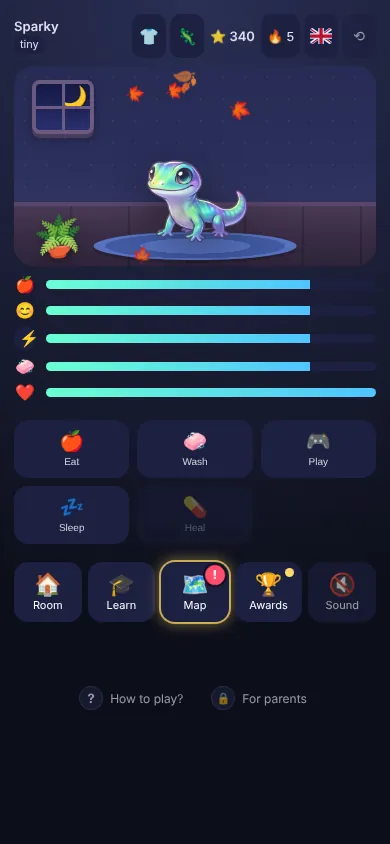 Sparky
tiny
340
5
Eat
Wash
Play
Sleep
Heal
Room
Learn
Map
!
Awards
Sound
? How to play?
For parents